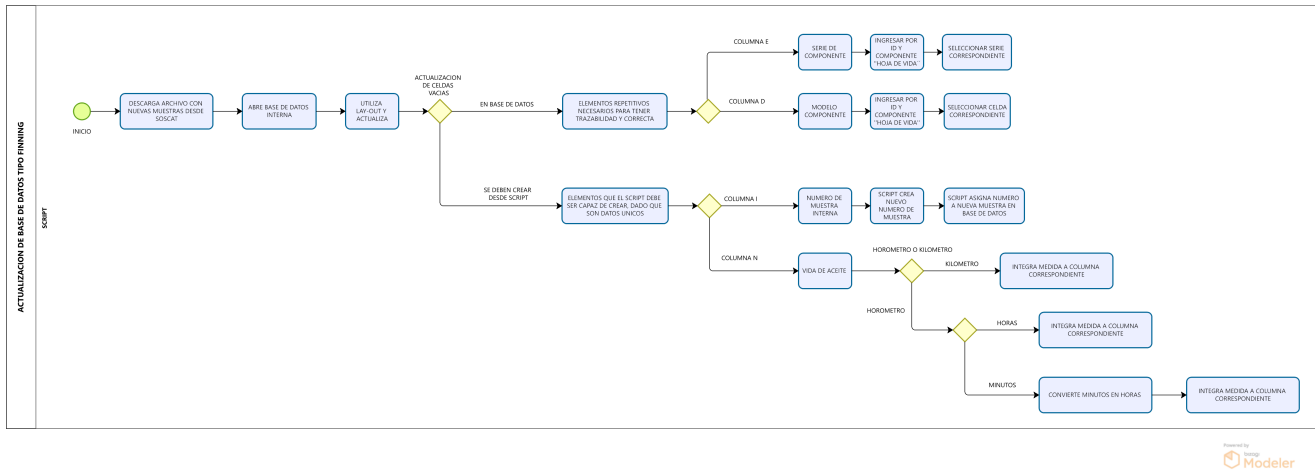 ACTUALIZACION DE BASE DE DATOS TIPO FINNING
SCRIPT
INICIO
DESCARGA ARCHIVO CON
NUEVAS MUESTRAS DESDE
SOSCAT
ABRE BASE DE DATOS
INTERNA
UTILIZA
LAY-OUT Y
ACTUALIZA
ACTUALIZACION
DE CELDAS
VACIAS
EN BASE DE DATOS
ELEMENTOS REPETITIVOS
NECESARIOS PARA TENER
TRAZABILIDAD Y CORRECTA
COLUMNA E
SERIE DE
COMPONENTE
INGRESAR POR
ID Y
COMPONENTE
"HOJA DE VIDA"
SELECCIONAR SERIE
CORRESPONDIENTE
COLUMNA D
MODELO
COMPONENTE
INGRESAR POR
ID Y
COMPONENTE
"HOJA DE VIDA"
SELECCIONAR CELDA
CORRESPONDIENTE
SE DEBEN CREAR
DESDE SCRIPT
ELEMENTOS QUE EL SCRIPT DEBE
SER CAPAZ DE CREAR, DADO QUE
SON DATOS UNICOS
COLUMNA I
NUMERO DE
MUESTRA
INTERNA
SCRIPT CREA
NUEVO
NUMERO DE
MUESTRA
SCRIPT ASIGNA NUMERO
A NUEVA MUESTRA EN
BASE DE DATOS
COLUMNA N
VIDA DE ACEITE
HOROMETRO O KILOMETRO
KILOMETRO
INTEGRA MEDIDA A COLUMNA
CORRESPONDIENTE
HOROMETRO
HORAS
INTEGRA MEDIDA A COLUMNA
CORRESPONDIENTE
MINUTOS
CONVIERTE MINUTOS EN HORAS
INTEGRA MEDIDA A COLUMNA
CORRESPONDIENTE
Powered by
bizagi
Modeler